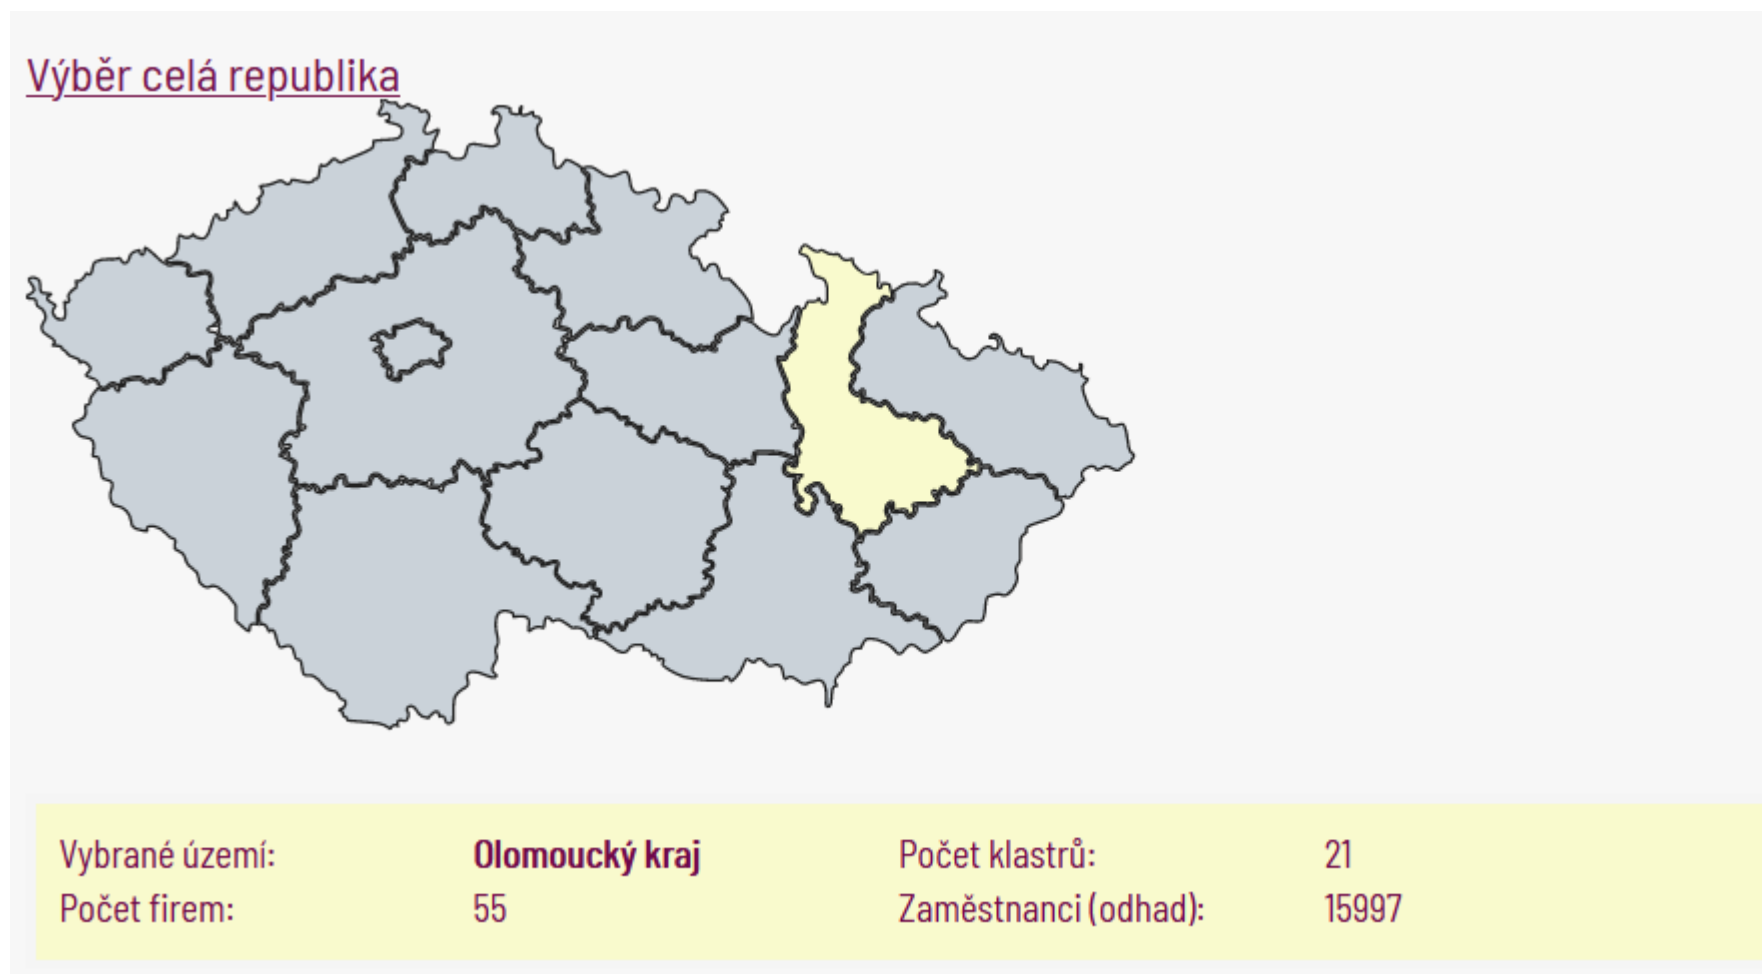 Výběr celá republika
Vybrané území: Olomoucký kraj Počet klastrů: 21
Počet firem: 55 Zaměstnanci (odhad): 15997